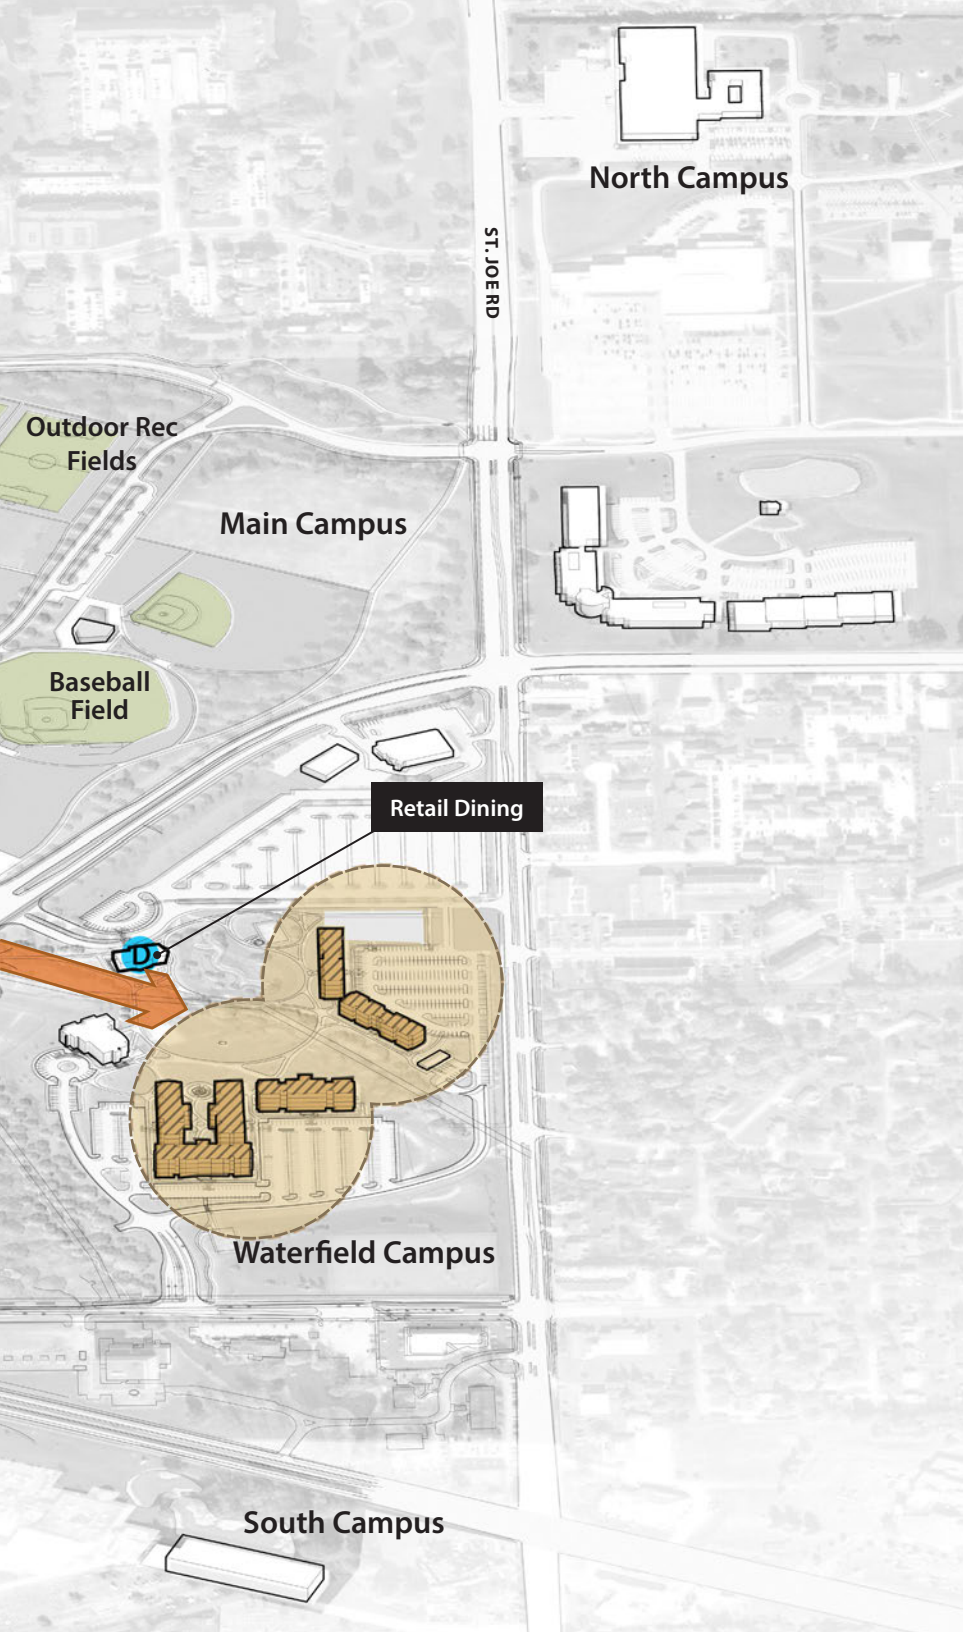 North Campus
ST. JOE RD
Outdoor Rec
Fields
Main Campus
Baseball
Field
Retail Dining
D
Waterfield Campus
South Campus